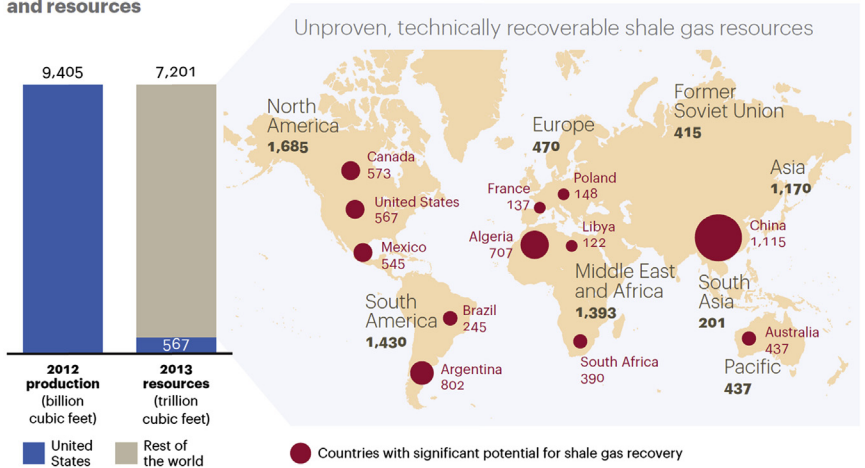 and resources
Unproven, technically recoverable shale gas resources
9,405
7,201
567
2012
production
(billion
cubic feet)
2013
resources
(trillion
cubic feet)
United
States
Rest of
the world
North
America
1,685
Canada
573
United States
567
Mexico
545
South
America
1,430
Brazil
245
Argentina
802
Europe
470
France
137
Poland
148
Algeria
707
Libya
122
Middle East
and Africa
1,393
South Africa
390
Former
Soviet Union
415
Asia
1,170
China
1,115
South
Asia
201
Australia
437
Pacific
437
Countries with significant potential for shale gas recovery